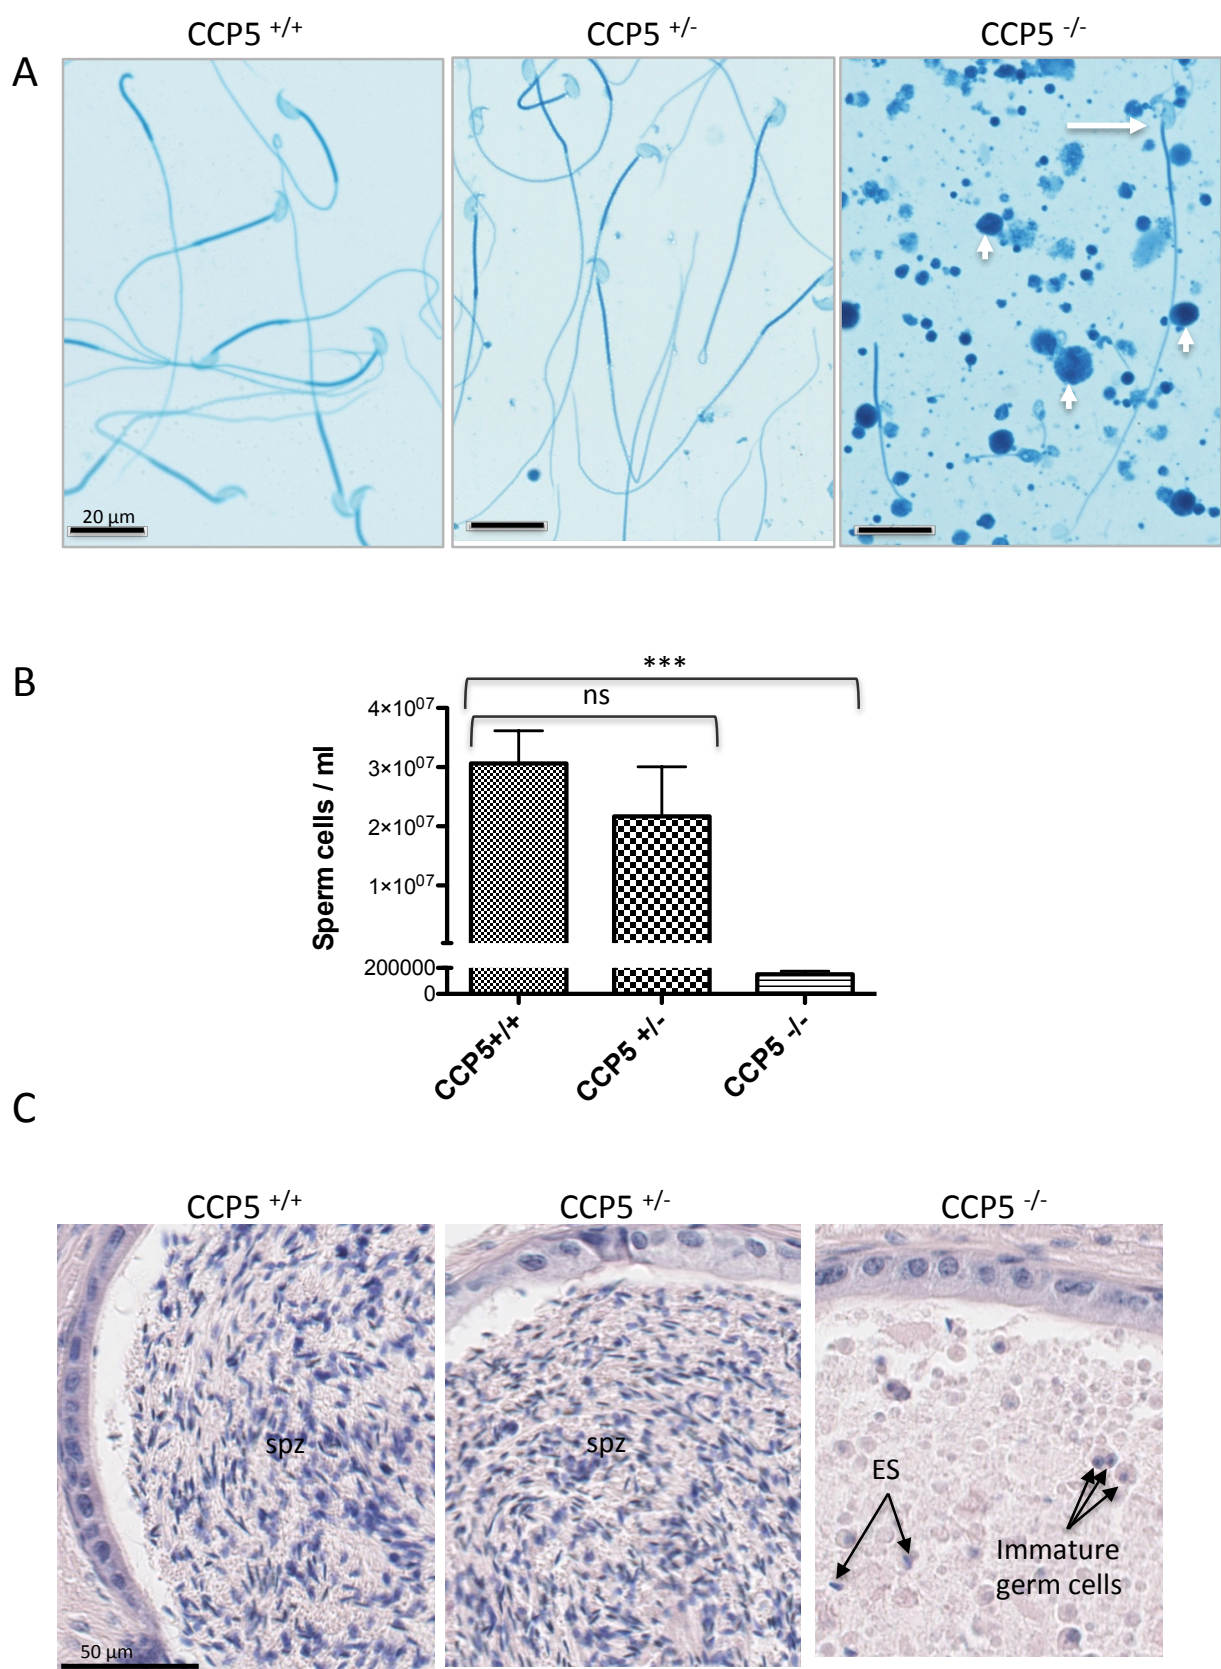 CCP5 +/+
CCP5 +/-
CCP5 -/-
A
20 µm
B
***
ns
Sperm cells / ml
4×10⁰⁷
3×10⁰⁷
2×10⁰⁷
1×10⁰⁷
200000
0
CCP5+/+
CCP5 +/-
CCP5 -/-
C
CCP5 +/+
CCP5 +/-
CCP5 -/-
spz
spz
ES
Immature
germ cells
50 µm